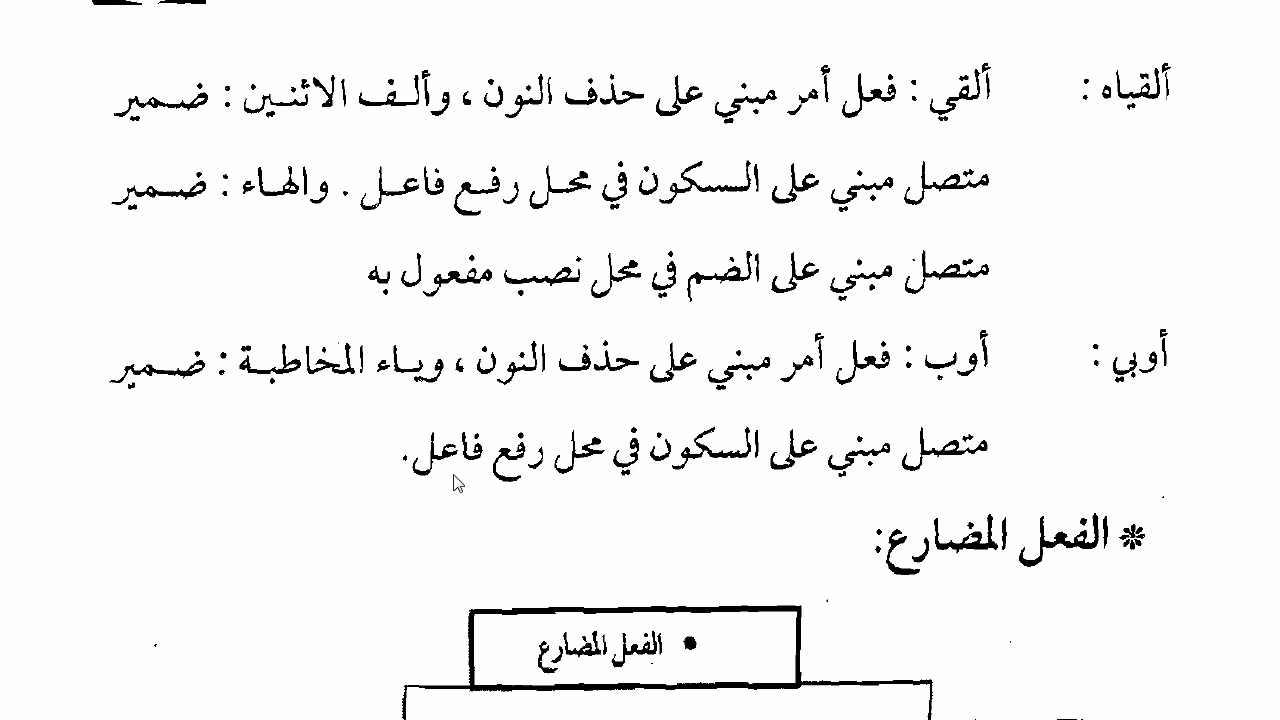 ألقياه : ألقي : فعل أمر مبني على حذف النون ، وألف الاثنين : ضمير
متصل مبني على السكون في محل رفع فاعل . والهاء : ضمير
متصل مبني على الضم في محل نصب مفعول به
أوبي : أوب : فعل أمر مبني على حذف النون ، وياء المخاطبة : ضمير
متصل مبني على السكون في محل رفع فاعل.
* الفعل المضارع:
• الفعل المضارع